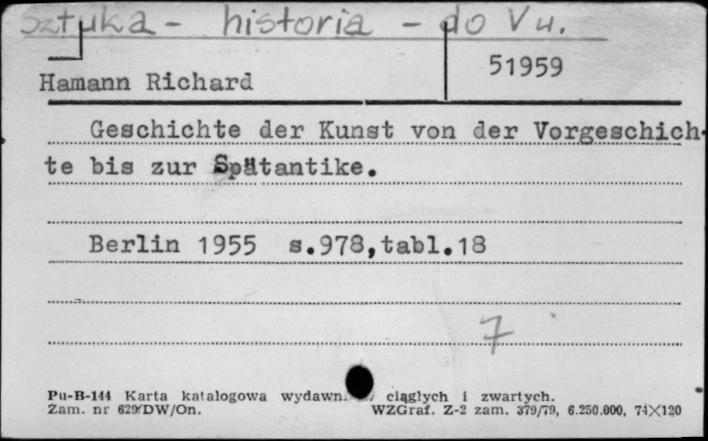 Sztuka - historia - do V w.
51959
Hamann Richard
Geschichte der Kunst von der Vorgeschich-
te bis zur Spätantike.
Berlin 1955 s.978,tabl.18
7
Pu-B-144 Karta katalogowa wydawn. ciągłych i zwartych.
Zam. nr 629/DW/On. WZGraf. Z-2 zam. 379/79, 6.250.000, 74×120